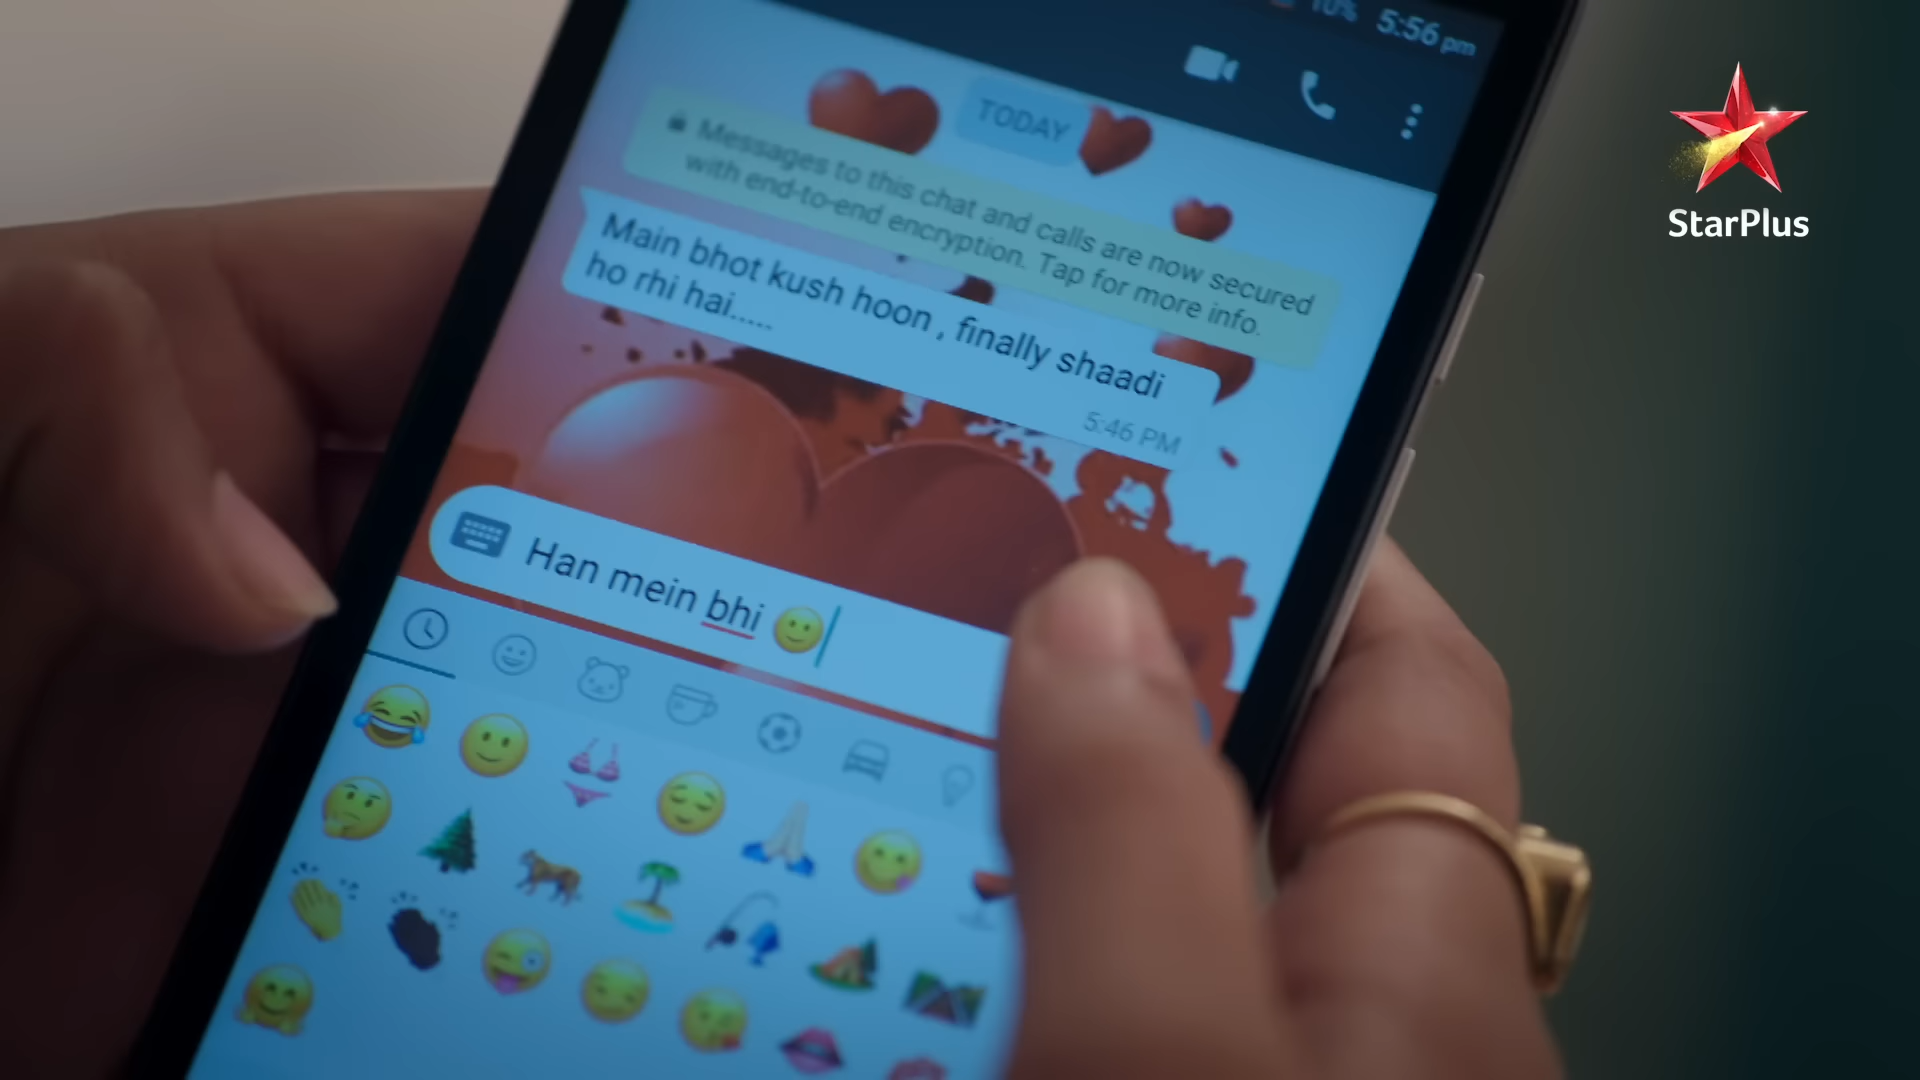 10% 5:56 pm
TODAY
Messages to this chat and calls are now secured
with end-to-end encryption. Tap for more info.
Main bhot kush hoon , finally shaadi
ho rhi hai.....
5:46 PM
Han mein bhi 🙂
StarPlus